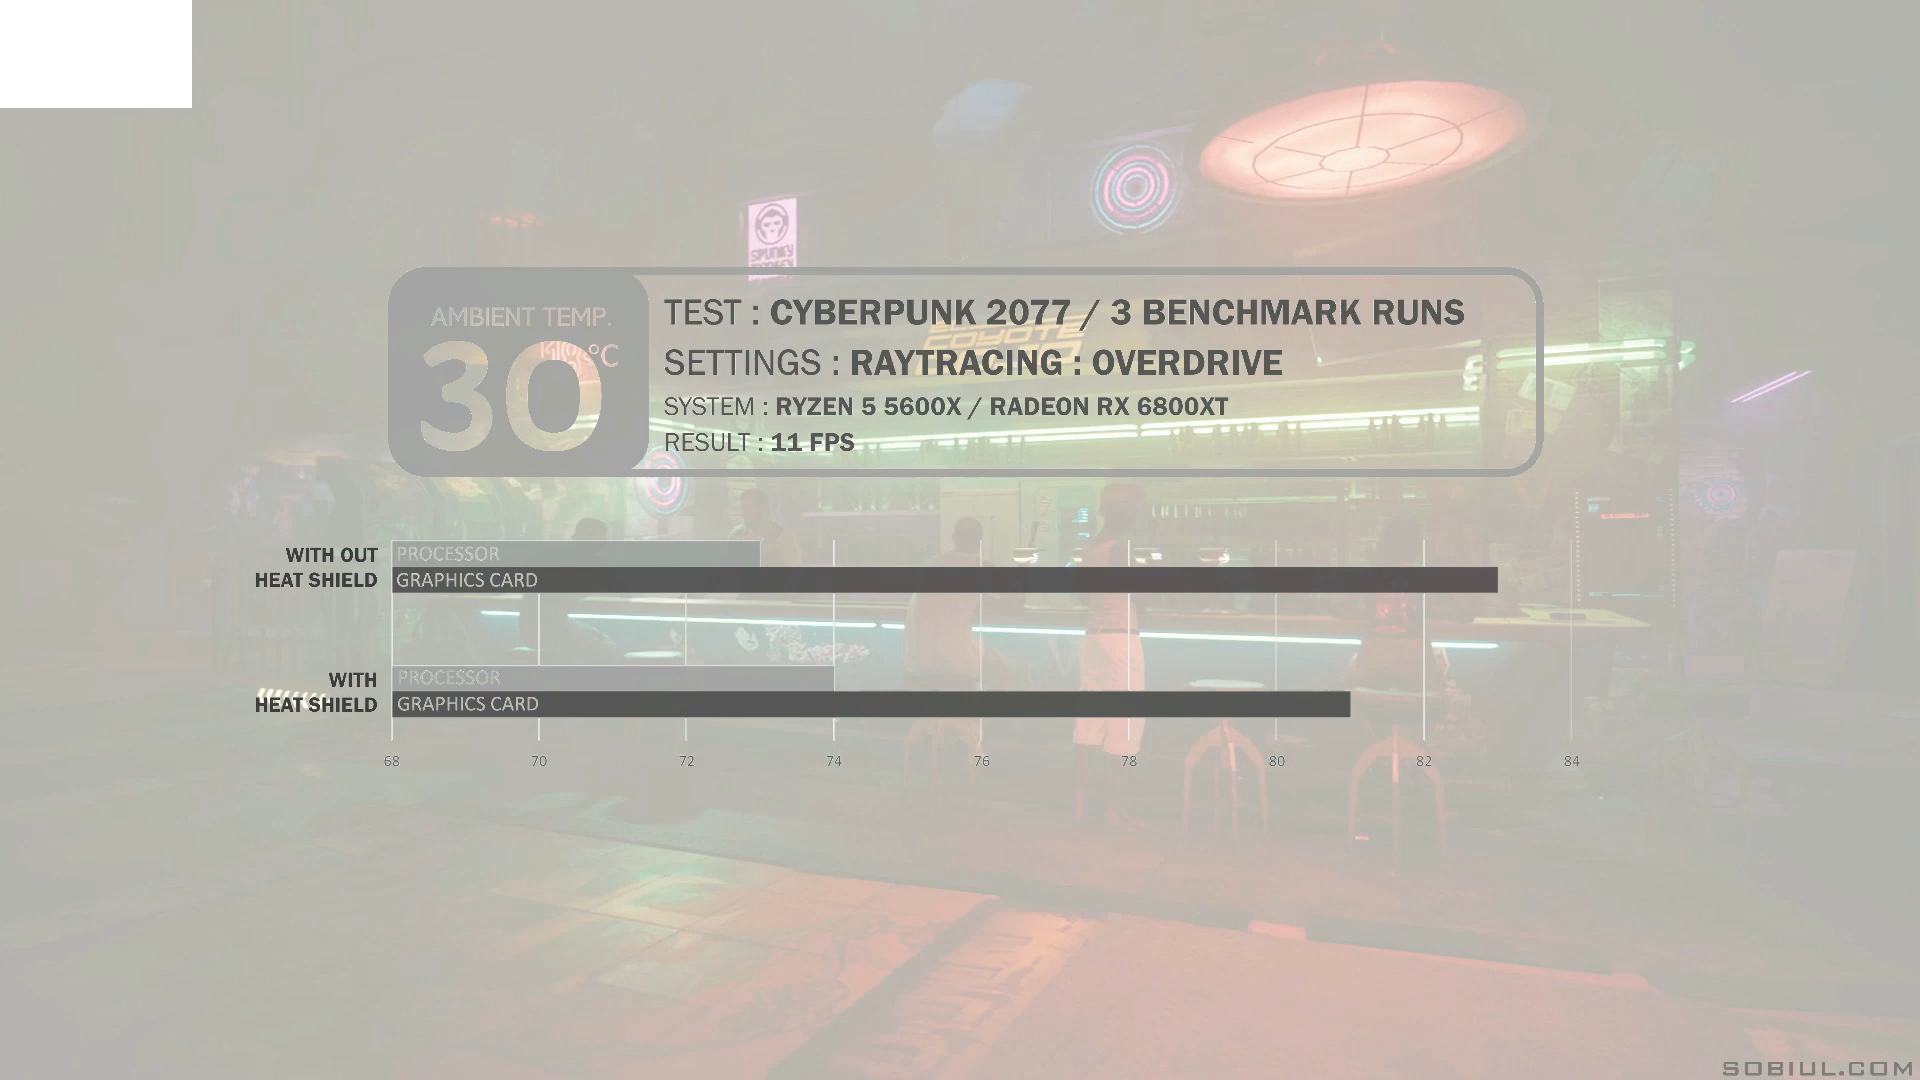 SPUNKY
AMBIENT TEMP.
30°C
TEST : CYBERPUNK 2077 / 3 BENCHMARK RUNS
COYOTE
SETTINGS : RAYTRACING : OVERDRIVE
SYSTEM : RYZEN 5 5600X / RADEON RX 6800XT
RESULT : 11 FPS
WITH OUT
HEAT SHIELD
PROCESSOR
GRAPHICS CARD
WITH
HEAT SHIELD
PROCESSOR
GRAPHICS CARD
68 70 72 74 76 78 80 82 84
SOBIUL.COM